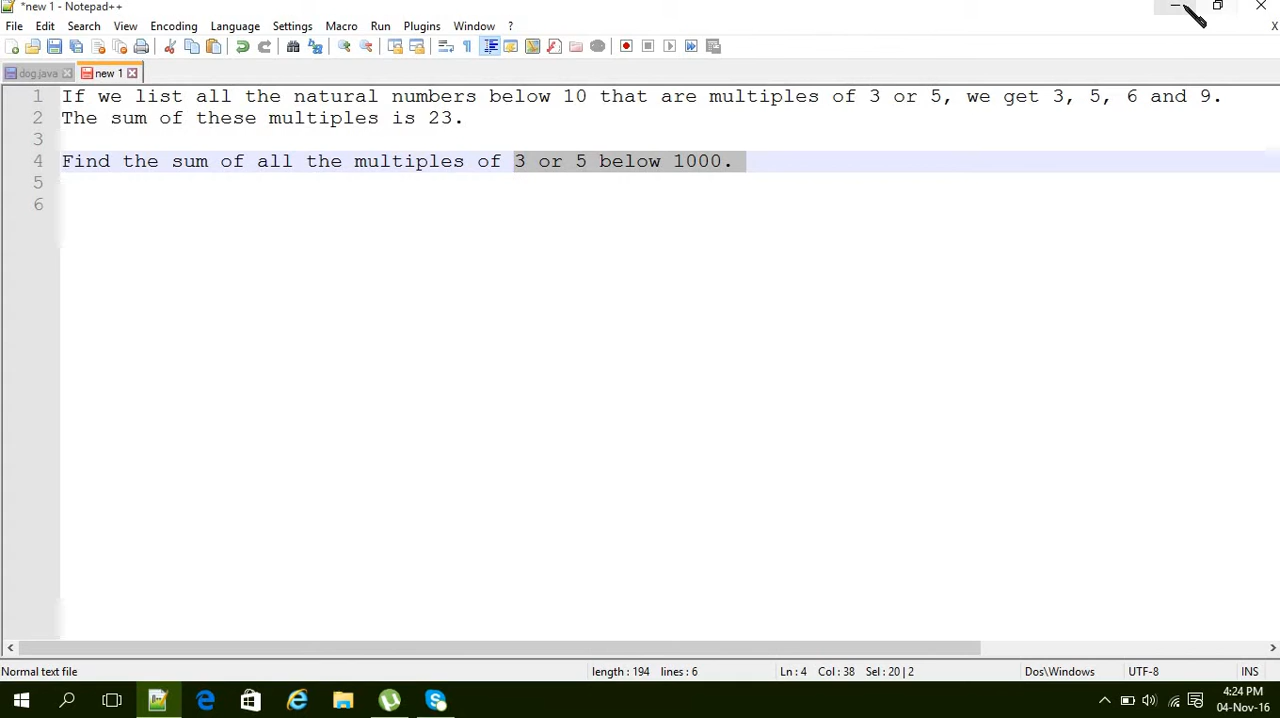 *new 1 - Notepad++
File Edit Search View Encoding Language Settings Macro Run Plugins Window ?
X
dog.java new 1
1 If we list all the natural numbers below 10 that are multiples of 3 or 5, we get 3, 5, 6 and 9.
2 The sum of these multiples is 23.
3
4 Find the sum of all the multiples of 3 or 5 below 1000.
5
6
Normal text file length : 194 lines : 6 Ln : 4 Col : 38 Sel : 20 | 2 Dos\Windows UTF-8 INS
4:24 PM
04-Nov-16